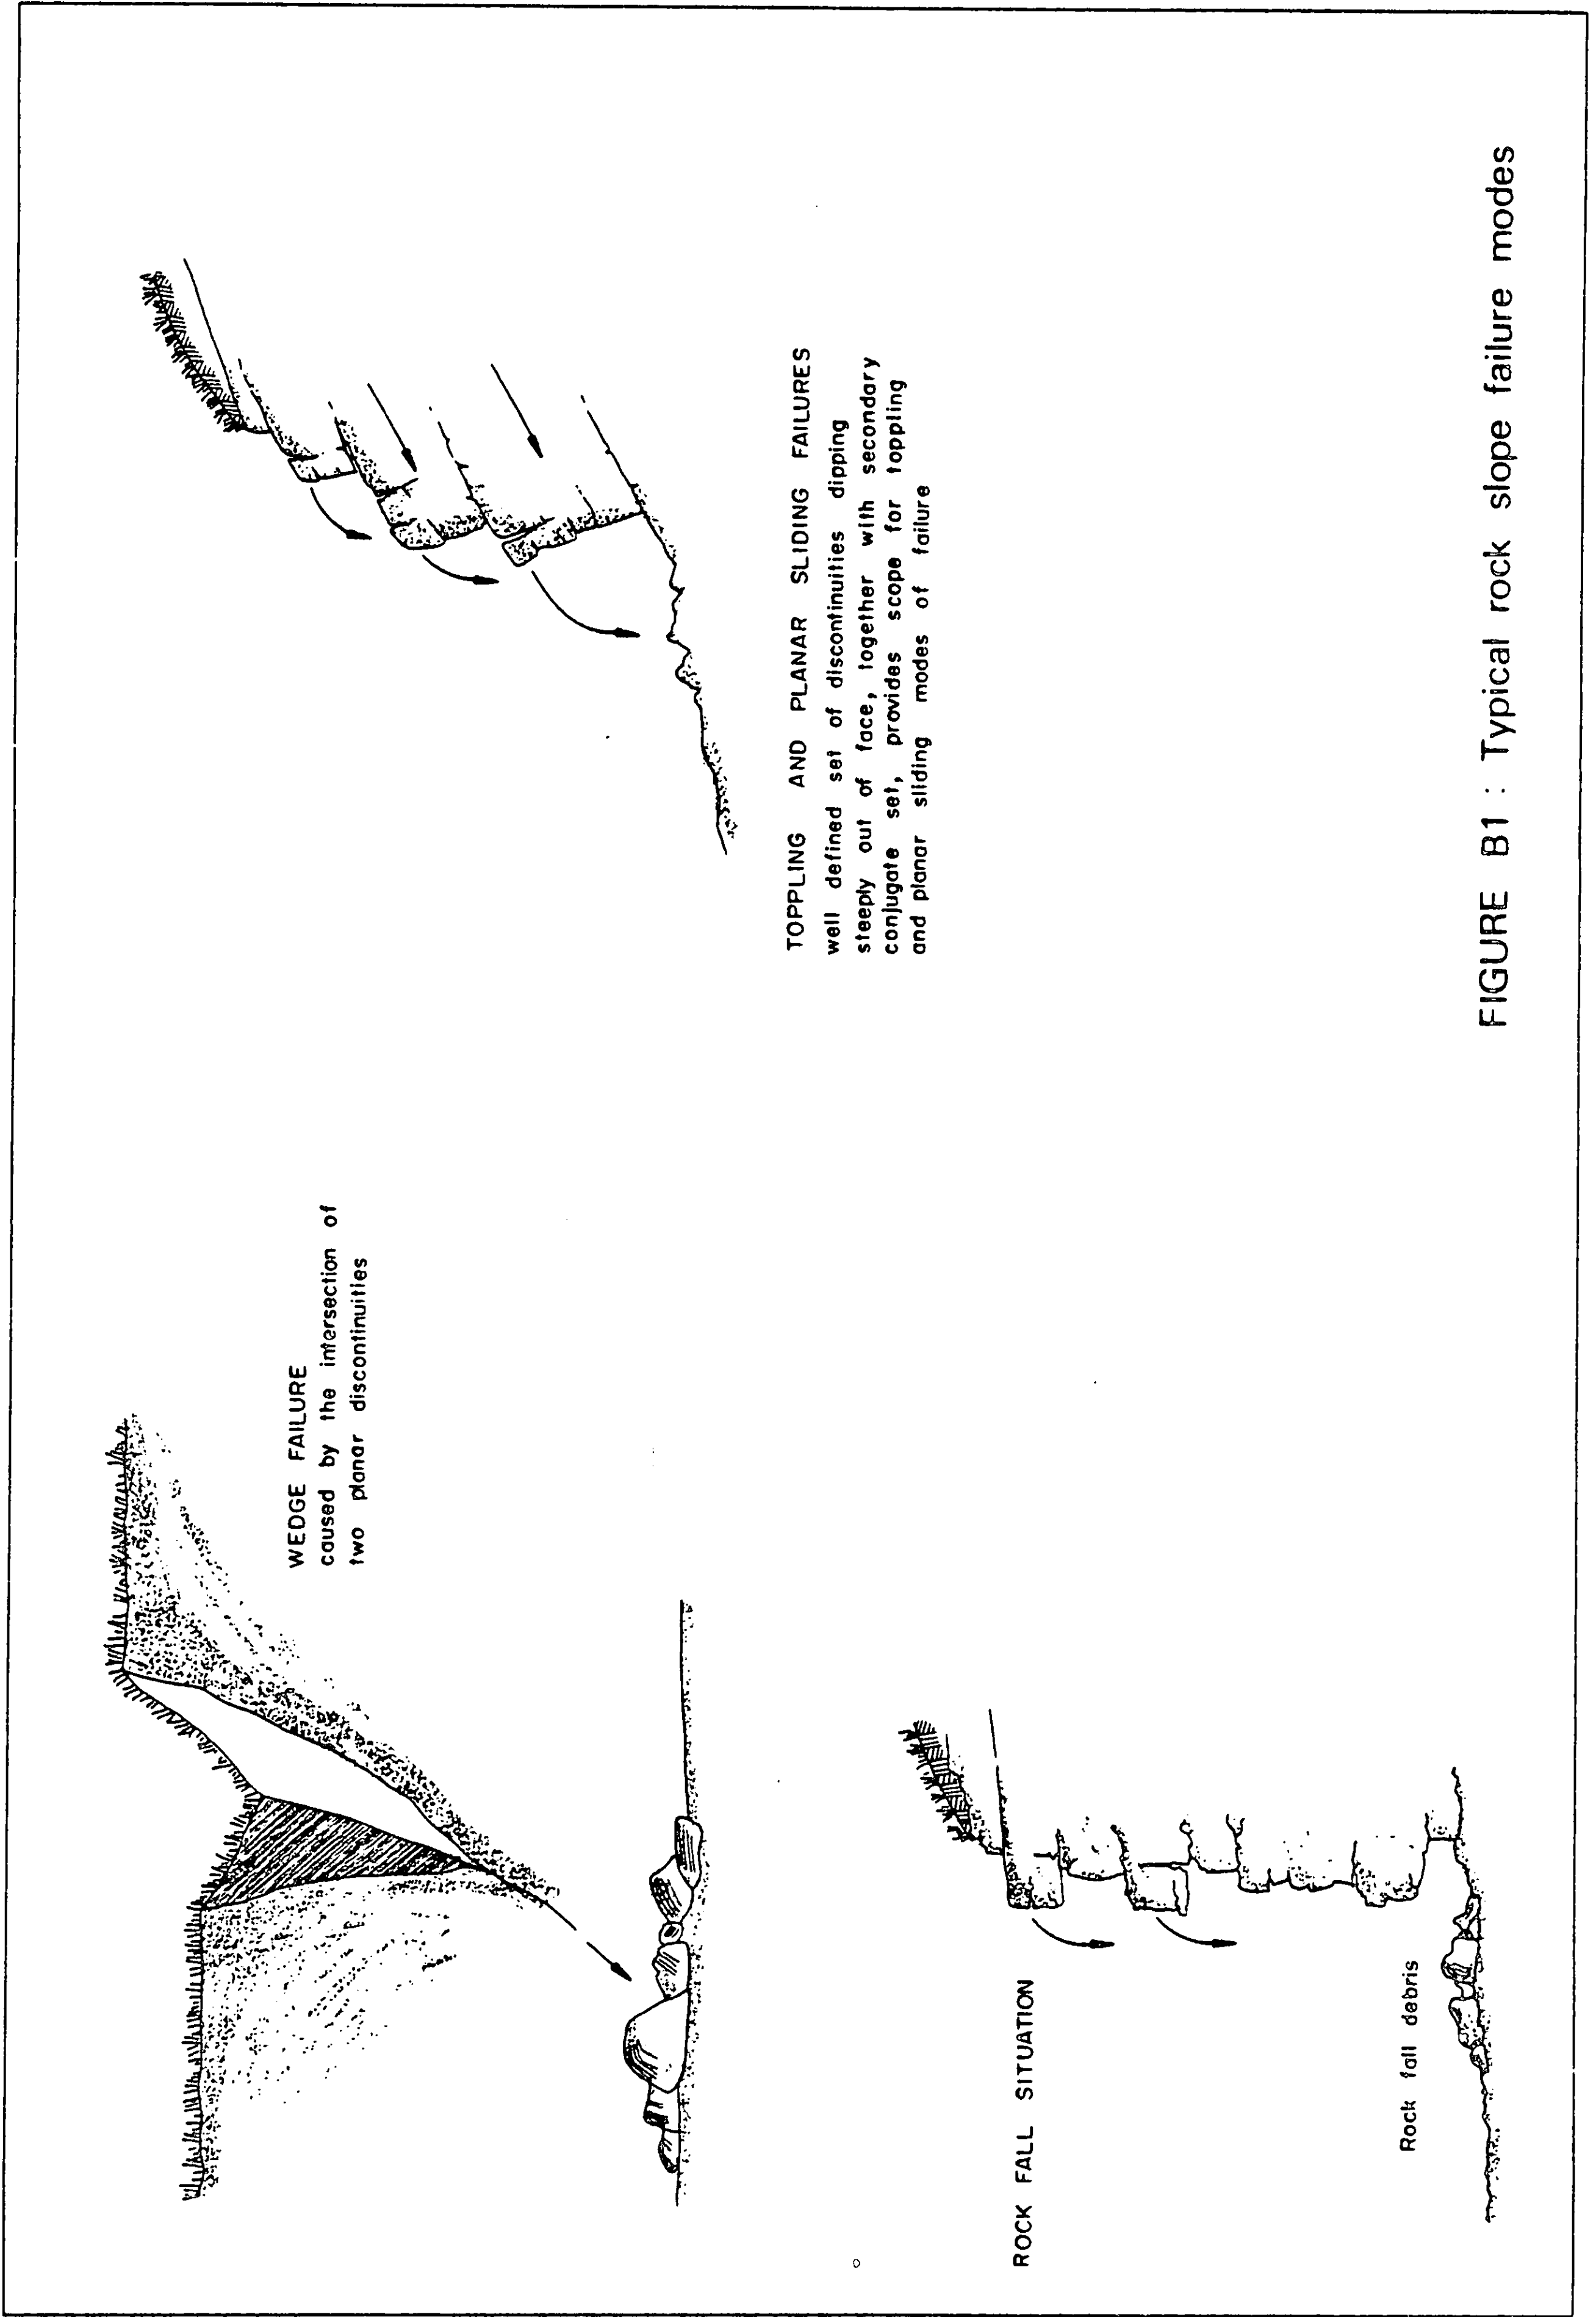 WEDGE FAILURE
caused by the intersection of
two planar discontinuities
TOPPLING AND PLANAR SLIDING FAILURES
well defined set of discontinuities dipping
steeply out of face, together with secondary
conjugate set, provides scope for toppling
and planar sliding modes of failure
ROCK FALL SITUATION
Rock fall debris
FIGURE B1 : Typical rock slope failure modes